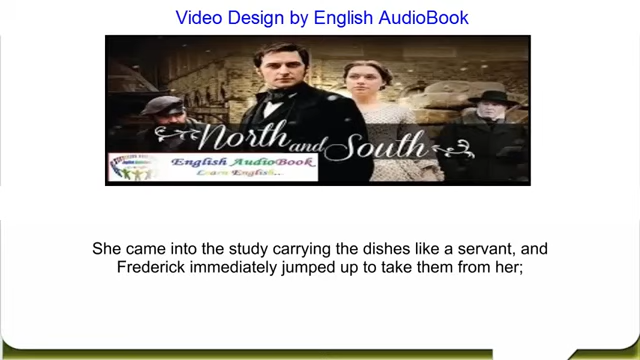 Video Design by English AudioBook
North and South
English AudioBook
Learn English...
She came into the study carrying the dishes like a servant, and
Frederick immediately jumped up to take them from her;